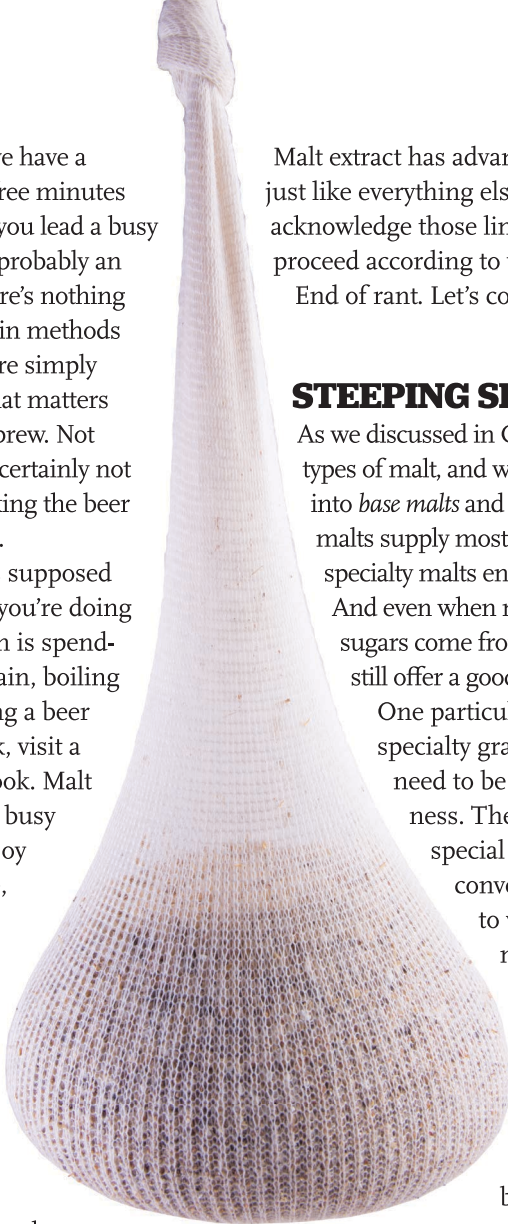 ve have a
ree minutes
you lead a busy
probably an
re's nothing
in methods
re simply
at matters
brew. Not
certainly not
king the beer
.
supposed
you're doing
n is spend-
ain, boiling
ng a beer
k, visit a
ook. Malt
busy
oy
,
Malt extract has advan
just like everything els
acknowledge those lim
proceed according to
End of rant. Let's co
STEEPING SP
As we discussed in C
types of malt, and w
into base malts and
malts supply most
specialty malts en
And even when
sugars come fro
still offer a good
One particul
specialty gra
need to be
ness. The
special
conve
to
b